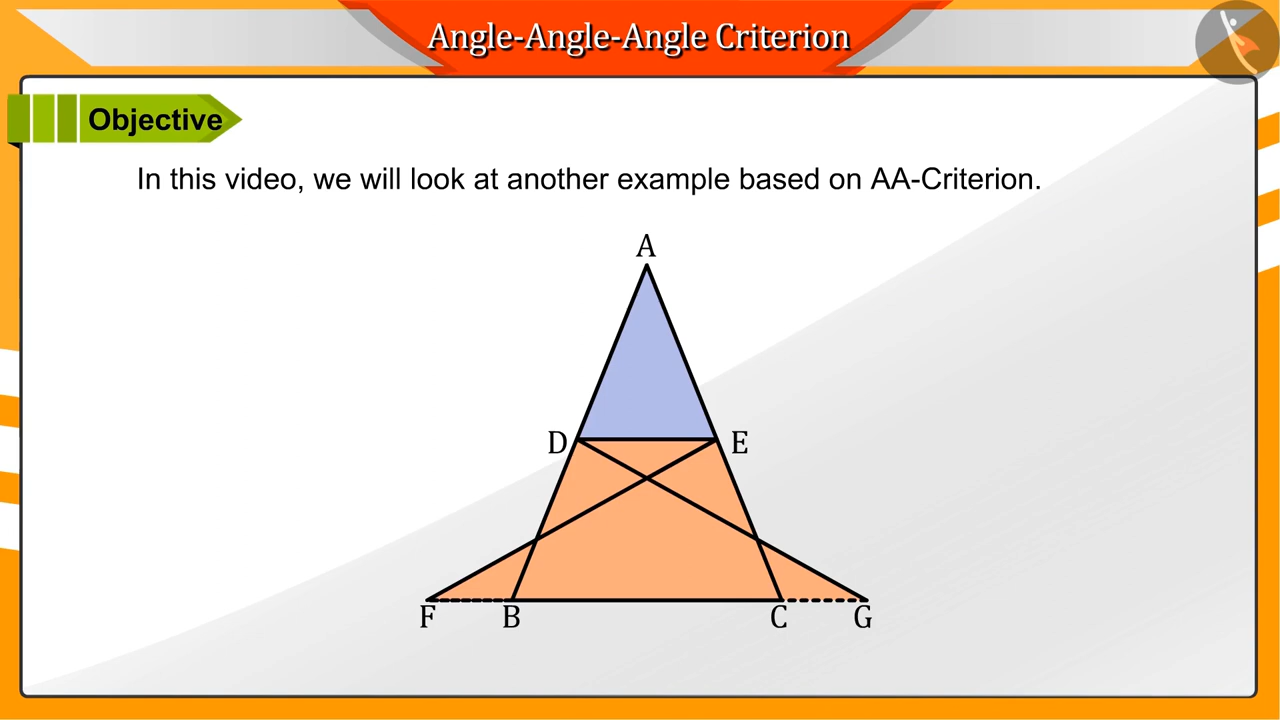 Angle-Angle-Angle Criterion
Objective
In this video, we will look at another example based on AA-Criterion.
A
D E
F B C G